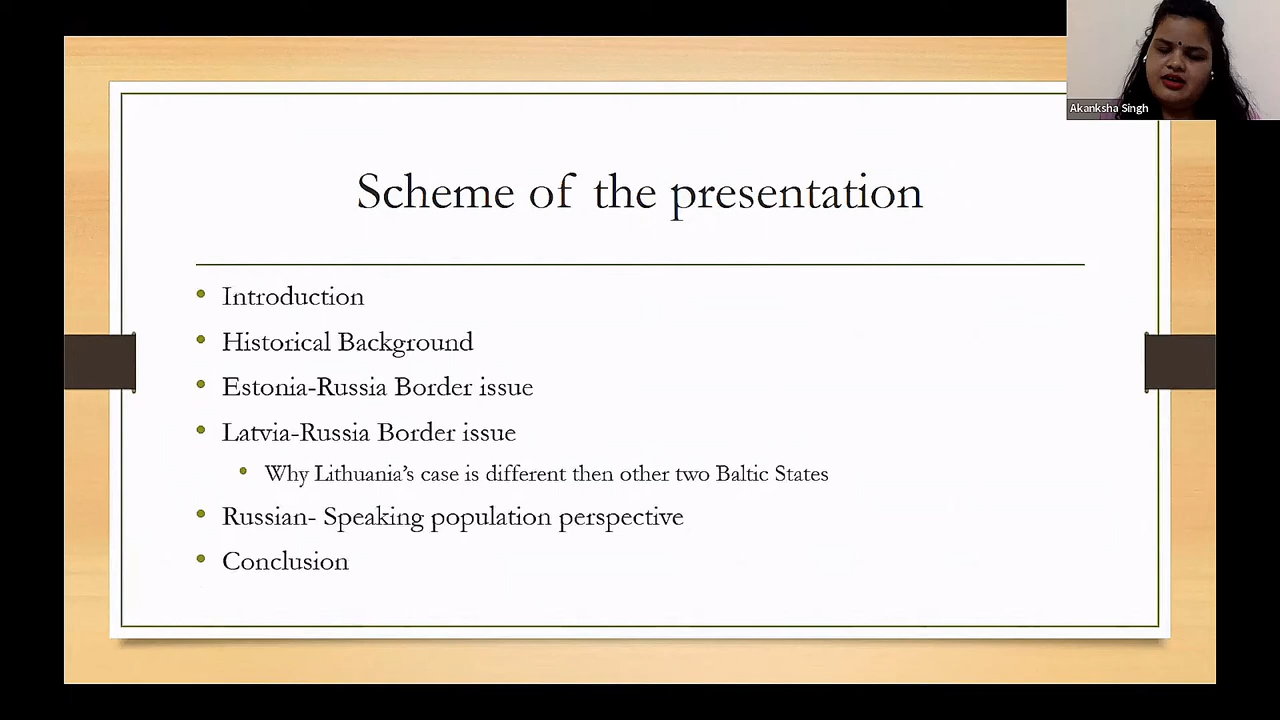 Akanksha Singh
Scheme of the presentation
Introduction
Historical Background
Estonia-Russia Border issue
Latvia-Russia Border issue
Why Lithuania's case is different then other two Baltic States
Russian- Speaking population perspective
Conclusion